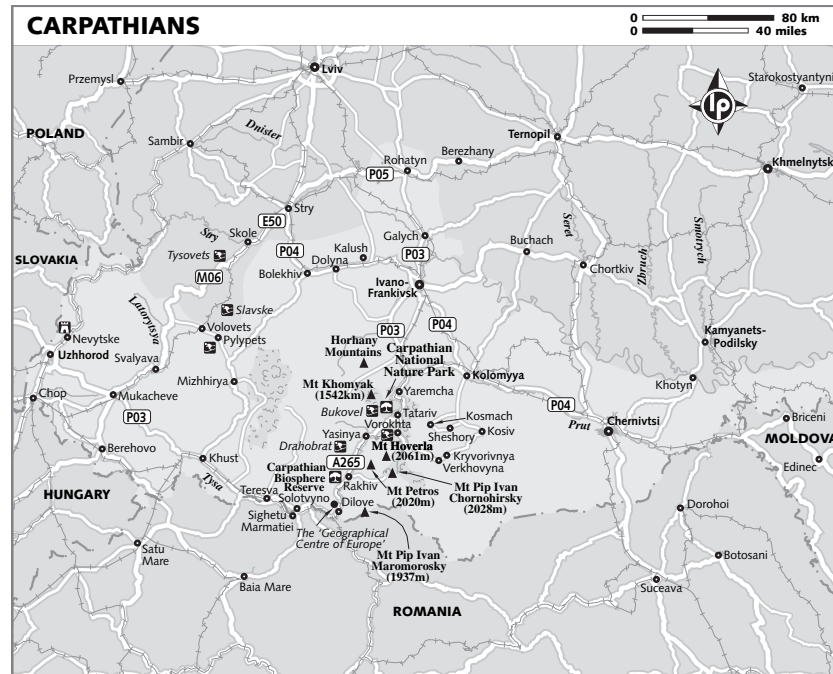 CARPATHIANS
0 80 km
0 40 miles
Lviv
Przemysl
Starokostyantyni
lp
POLAND
Dnister
Sambir
Ternopil
Berezhany
Rohatyn
Khmelnytsk
P05
Stry
E50
Stry
Skole
Tysovets
P04
Galych
Kalush
Dolyna
P03
Buchach
Seret
Zbruch
Smotrych
SLOVAKIA
M06
Bolekhiv
Chortkiv
Ivano-
Frankivsk
Latorytsya
Slavske
Volovets
Pylypets
Nevytske
Uzhhorod
Svalyava
P03
P04
Horhany
Mountains
Carpathian
National
Nature Park
Kamyanets-
Podilsky
Mizhhirya
Mt Khomyak
(1542km)
Kolomyya
Yaremcha
Khotyn
Chop
Mukacheve
P03
Bukovel
Tatariv
Kosmach
P04
Prut
Chernivtsi
Briceni
Vorokhta
Yasinya
Sheshory
Kosiv
MOLDOVA
Berehovo
Khust
Drahobrat
Mt Hoverla
(2061m)
Kryvorivnya
Verkhovyna
Edinec
A265
Carpathian
Biosphere
Reserve
Rakhiv
HUNGARY
Tysa
Teresva
Solotvyno
Dilove
Mt Petros
(2020m)
Mt Pip Ivan
Chornohirsky
(2028m)
Sighetu
Marmatiei
Dorohoi
The 'Geographical
Centre of Europe'
Satu
Mare
Mt Pip Ivan
Maromorosky
(1937m)
Botosani
Baia Mare
Suceava
ROMANIA